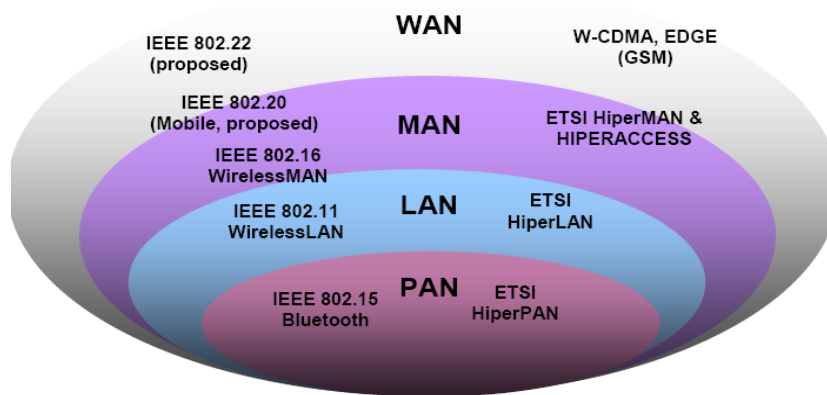 WAN
IEEE 802.22
(proposed)
W-CDMA, EDGE
(GSM)
IEEE 802.20
(Mobile, proposed)
MAN
ETSI HiperMAN &
HIPERACCESS
IEEE 802.16
WirelessMAN
IEEE 802.11
WirelessLAN
LAN
ETSI
HiperLAN
PAN
IEEE 802.15
Bluetooth
ETSI
HiperPAN